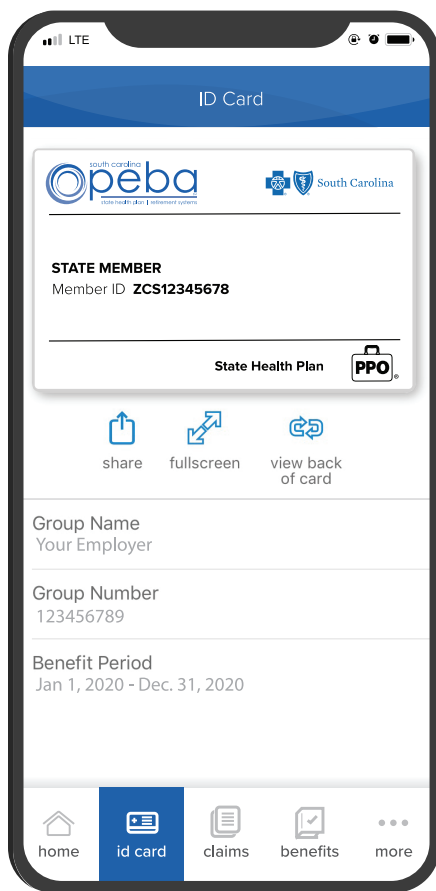 LTE
ID Card
south carolina
peba
state health plan | retirement systems
South Carolina
STATE MEMBER
Member ID ZCS12345678
State Health Plan
PPO®
share fullscreen view back
of card
Group Name
Your Employer
Group Number
123456789
Benefit Period
Jan 1, 2020 - Dec. 31, 2020
home id card claims benefits more